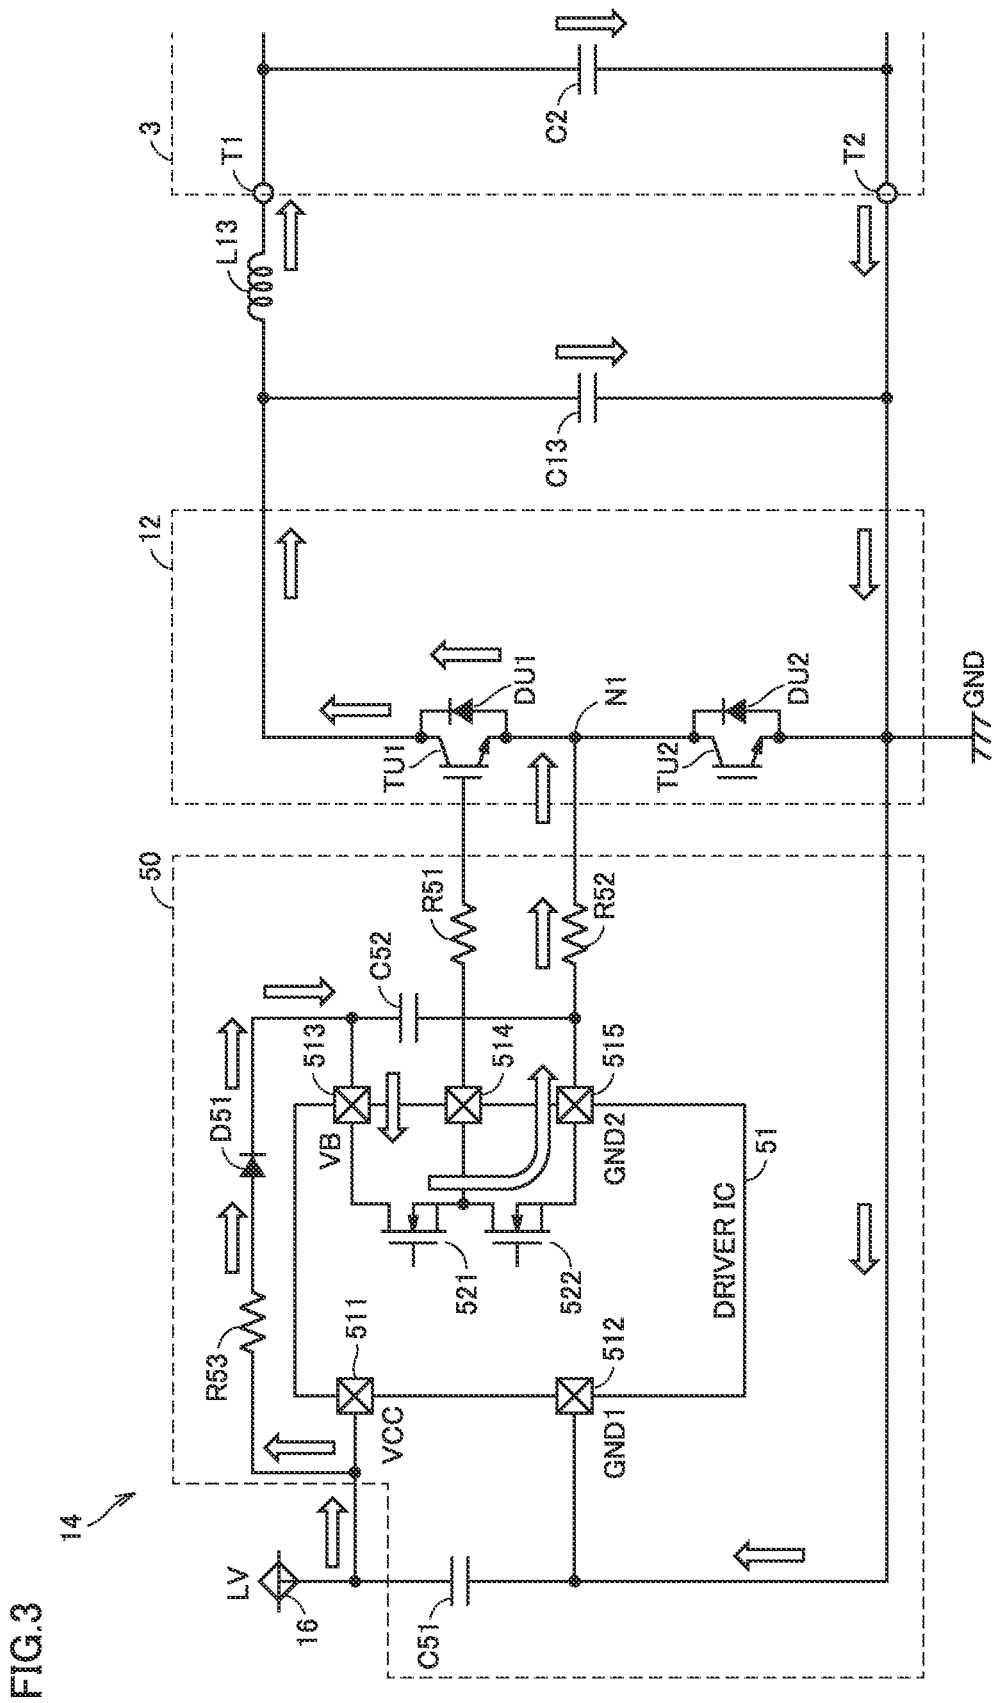 FIG.3
14
LV
16
C51
50
R53
D51
C52
R51
R52
VCC
511
GND1
512
VB
513
514
GND2
515
521
522
DRIVER IC
51
12
TU1
DU1
N1
TU2
DU2
GND
C13
L13
3
T1
T2
C2